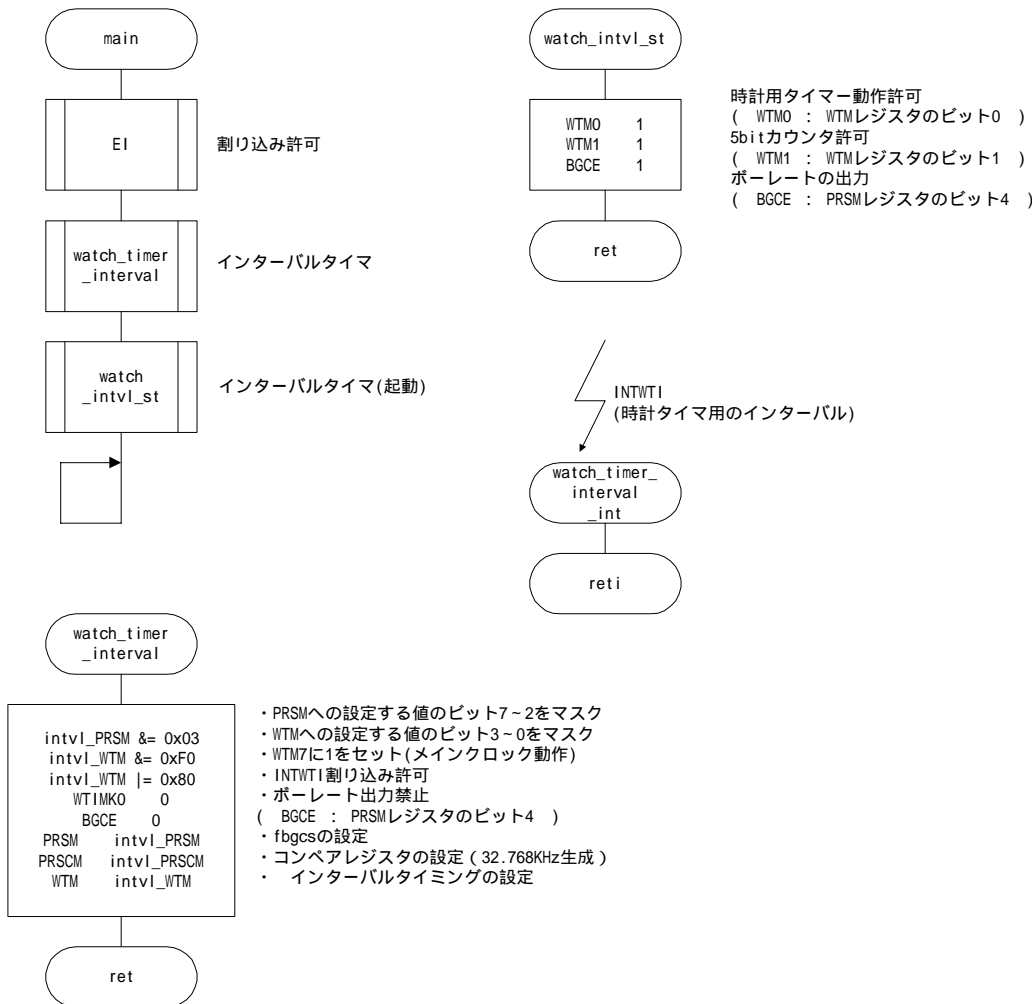 main
EI
割り込み許可
watch_timer
_interval
インターバルタイマ
watch
_intvl_st
インターバルタイマ(起動)
watch_intvl_st
WTM0 1
WTM1 1
BGCE 1
時計用タイマー動作許可
( WTM0 : WTMレジスタのビット0 )
5bitカウンタ許可
( WTM1 : WTMレジスタのビット1 )
ボーレートの出力
( BGCE : PRSMレジスタのビット4 )
ret
INTWTI
(時計タイマ用のインターバル)
watch_timer_
interval
_int
reti
watch_timer
_interval
intvl_PRSM &= 0x03
intvl_WTM &= 0xF0
intvl_WTM |= 0x80
WTIMK0 0
BGCE 0
PRSM intvl_PRSM
PRSCM intvl_PRSCM
WTM intvl_WTM
・PRSMへの設定する値のビット7~2をマスク
・WTMへの設定する値のビット3~0をマスク
・WTM7に1をセット(メインクロック動作)
・INTWTI割り込み許可
・ボーレート出力禁止
( BGCE : PRSMレジスタのビット4 )
・fbgcsの設定
・コンペアレジスタの設定(32.768KHz生成)
・ インターバルタイミングの設定
ret